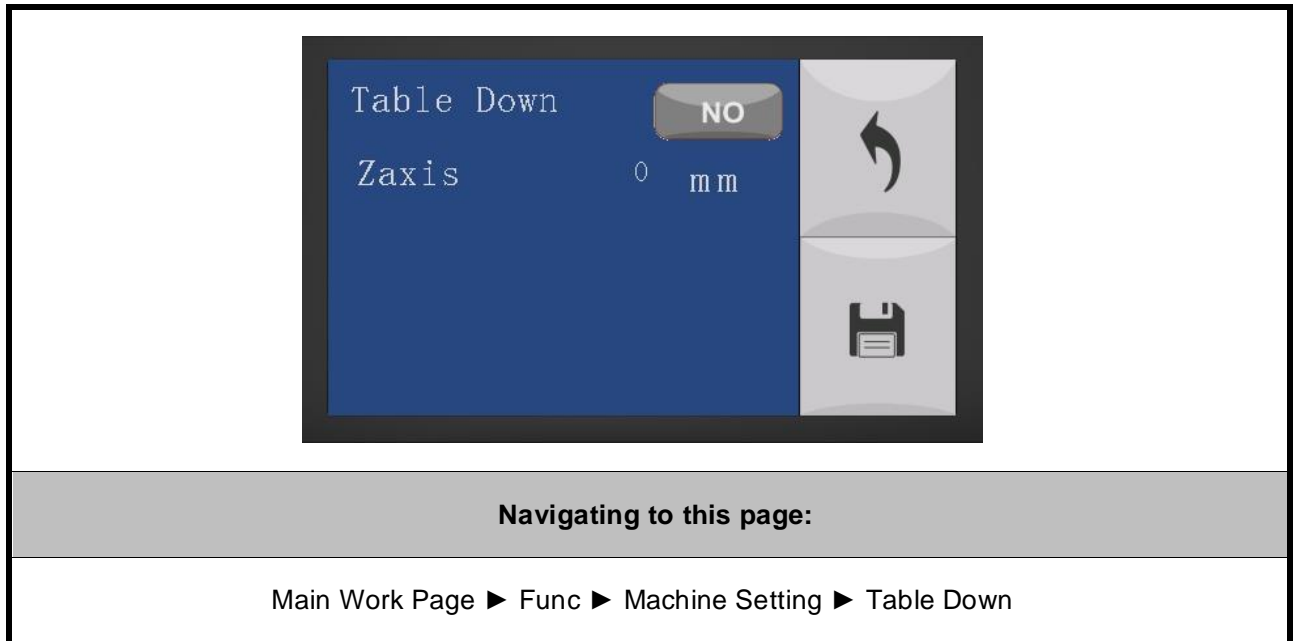 Table Down NO
Zaxis 0 mm
Navigating to this page:
Main Work Page ► Func ► Machine Setting ► Table Down